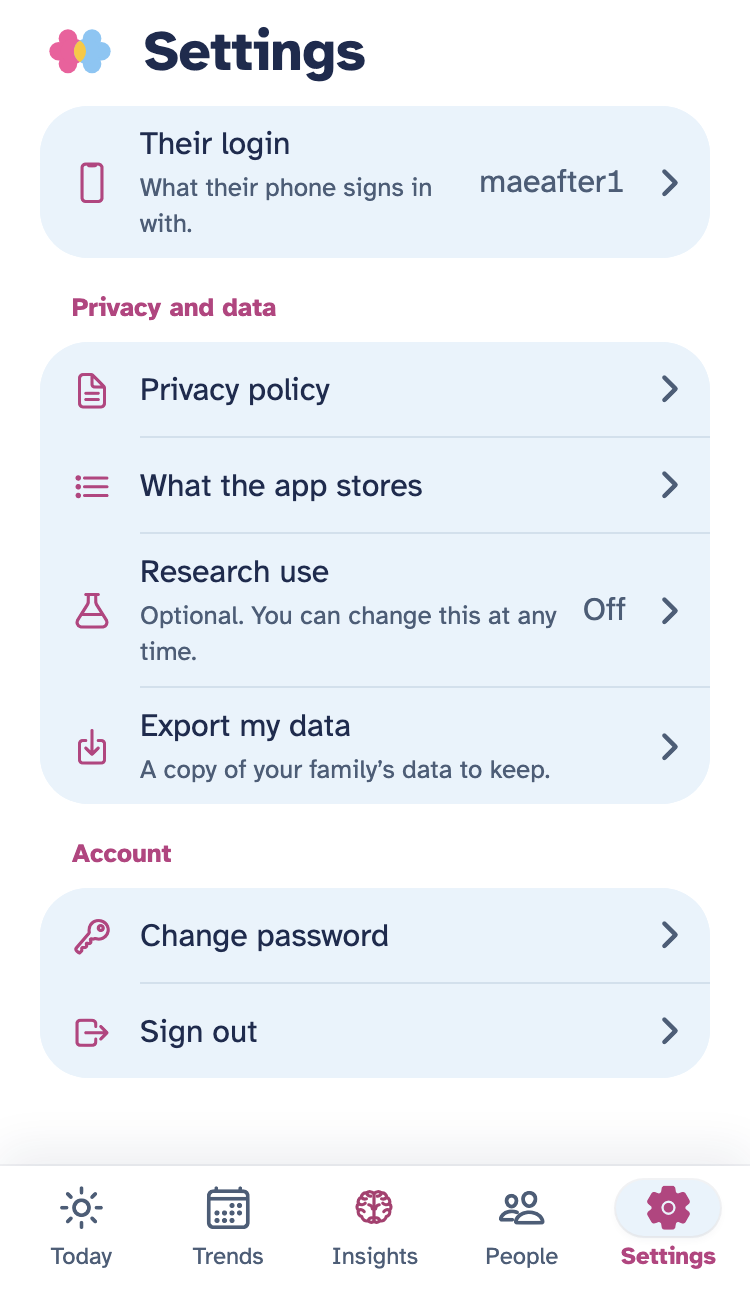 Settings
Their login
What their phone signs in
with.
maeafter1
Privacy and data
Privacy policy
What the app stores
Research use
Optional. You can change this at any
time.
Off
Export my data
A copy of your family’s data to keep.
Account
Change password
Sign out
Today
Trends
Insights
People
Settings